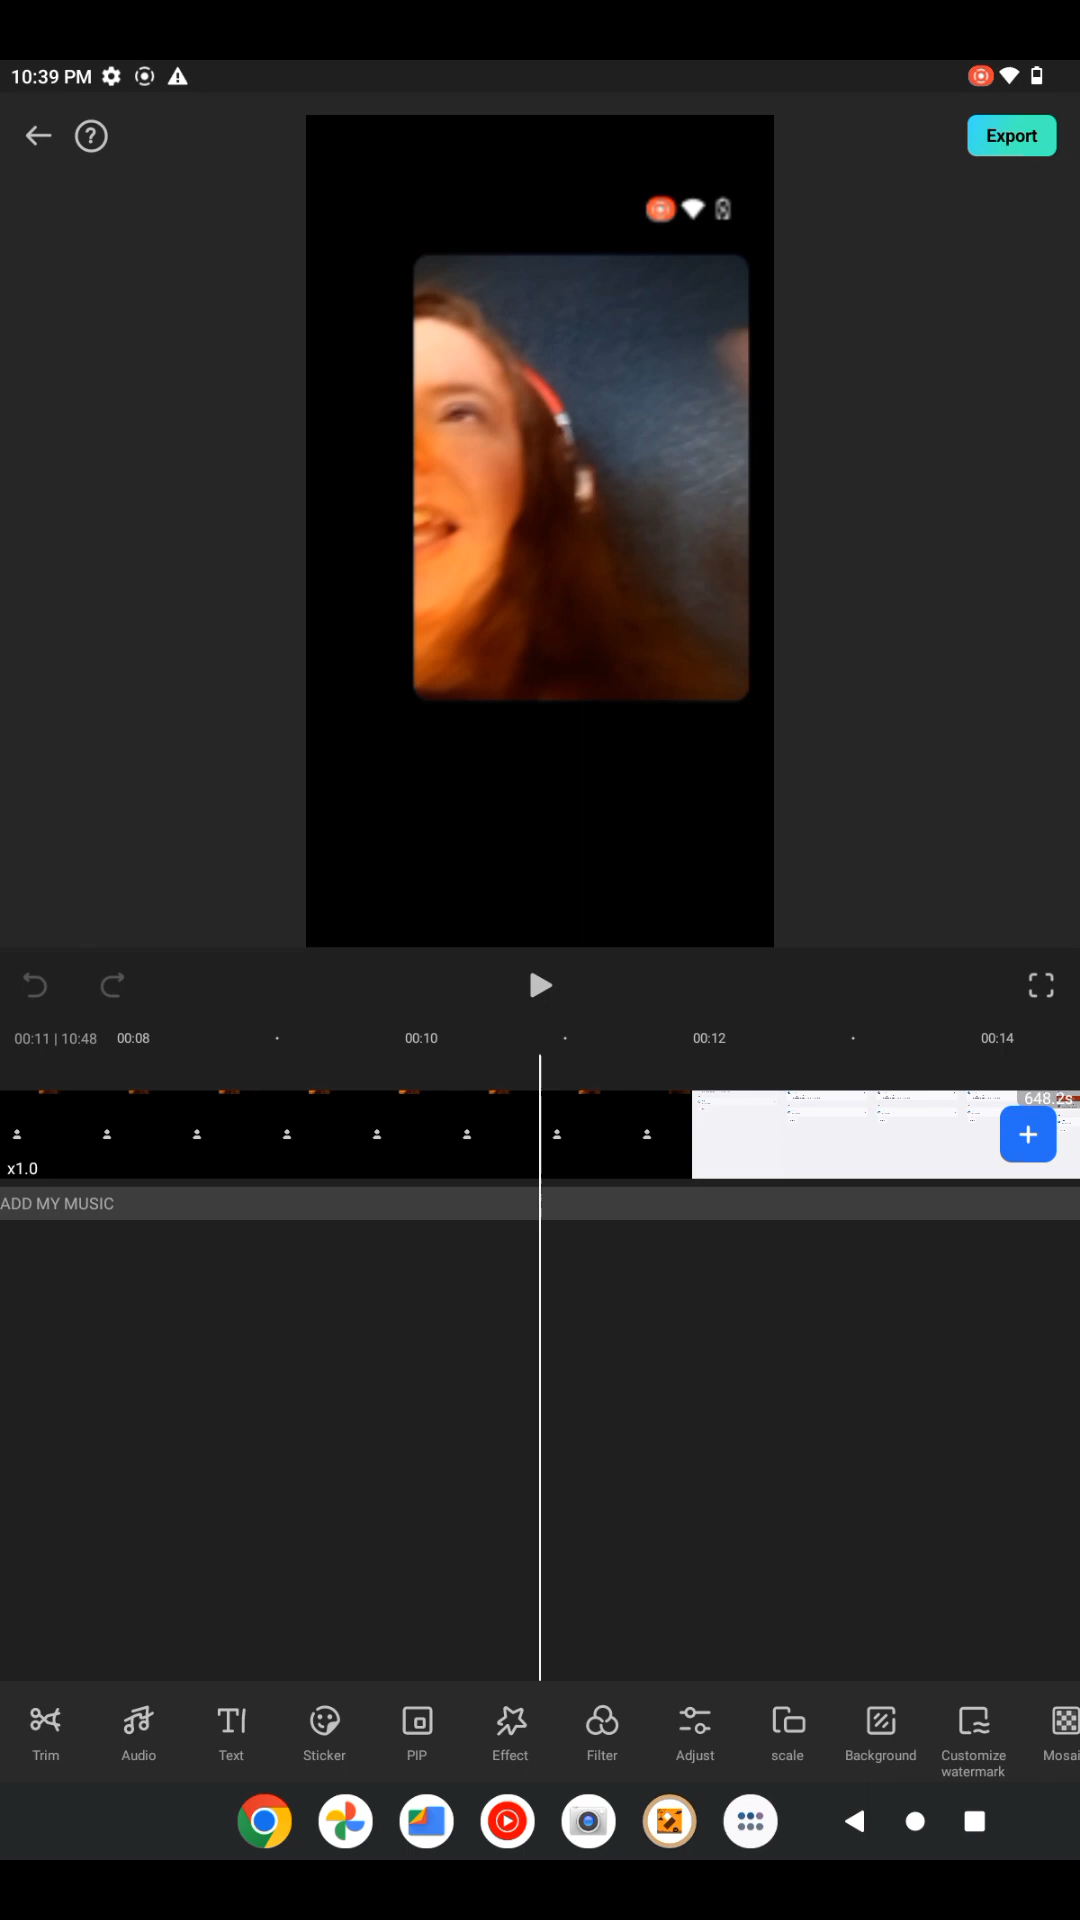 10:39 PM
Export
00:11 | 10:48
00:08
00:10
00:12
00:14
648.2s
x1.0
ADD MY MUSIC
Trim
Audio
Text
Sticker
PIP
Effect
Filter
Adjust
scale
Background
Customize
watermark
Mosai